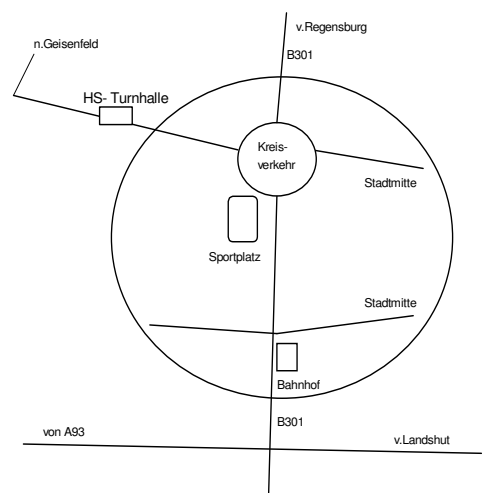 v.Regensburg
n.Geisenfeld
B301
HS- Turnhalle
Kreis-
verkehr
Stadtmitte
Sportplatz
Stadtmitte
Bahnhof
B301
von A93
v.Landshut